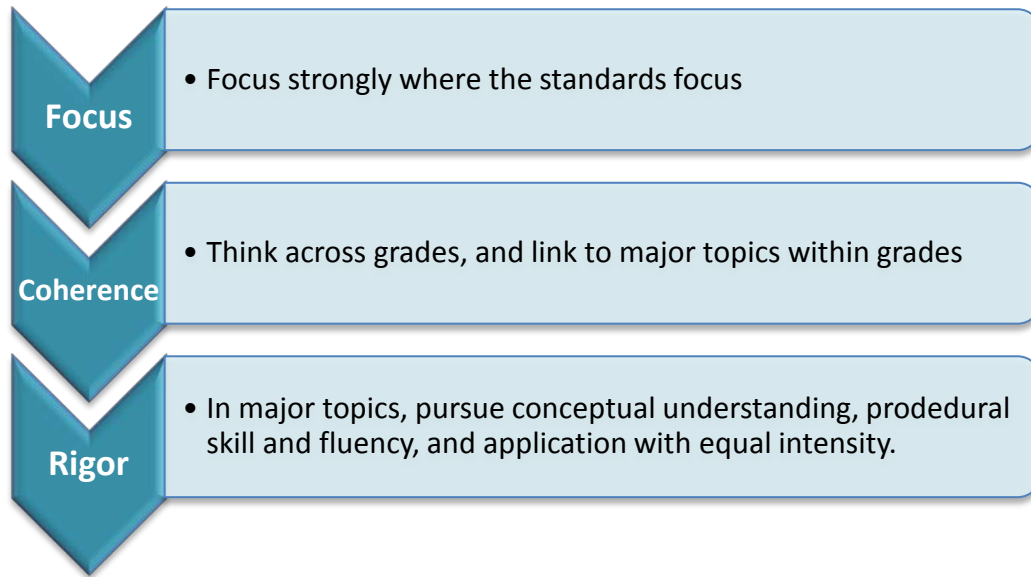 Focus
• Focus strongly where the standards focus
Coherence
• Think across grades, and link to major topics within grades
Rigor
• In major topics, pursue conceptual understanding, prodedural
skill and fluency, and application with equal intensity.